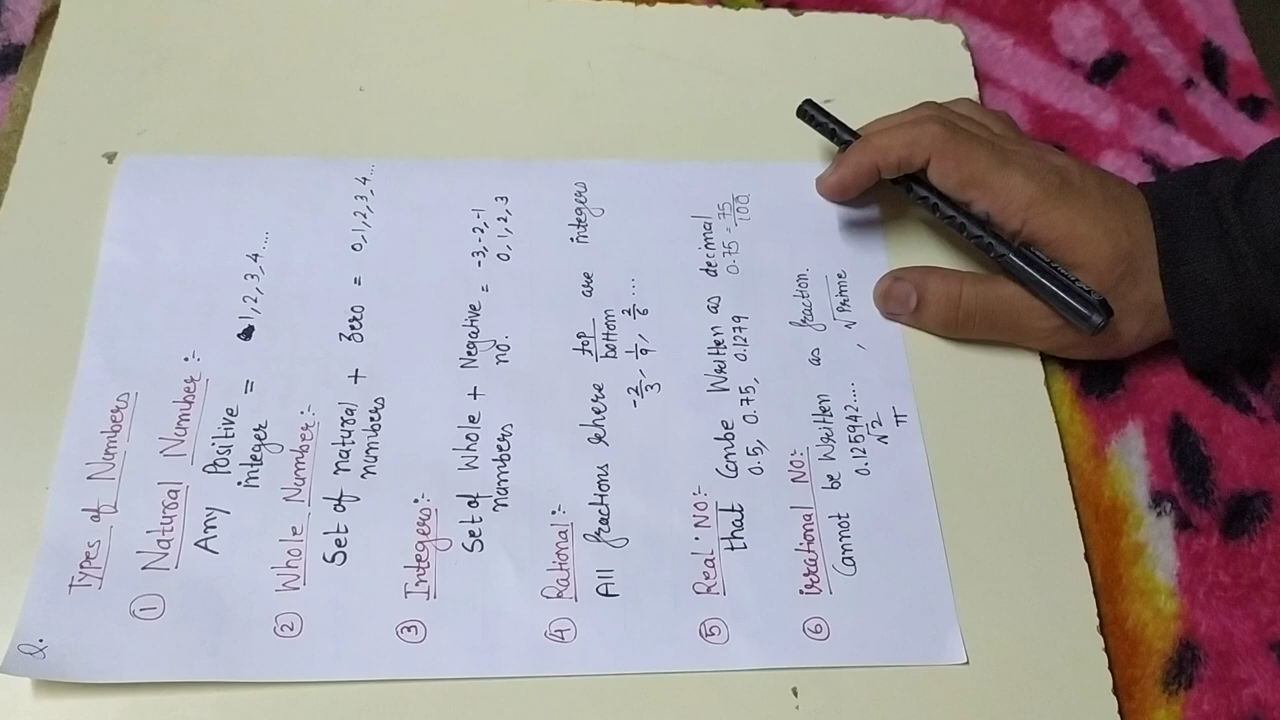 Q.
Types of Numbers
① Natural Number:-
Any Positive integer = 1, 2, 3, 4....
② Whole Number:-
Set of natural numbers + Zero = 0, 1, 2, 3, 4...
③ Integers:-
Set of Whole numbers + Negative no. = -3, -2, -1 0, 1, 2, 3
④ Rational:-
All fractions where top/bottom are integers
-2/3, 1/9, 2/6 ...
⑤ Real NO:-
that Canbe Written as decimal
0.5, 0.75, 0.1279 0.75 = 75/100
⑥ irrational NO:-
Cannot be Written as fraction.
0.125942...., √Prime
√2
π